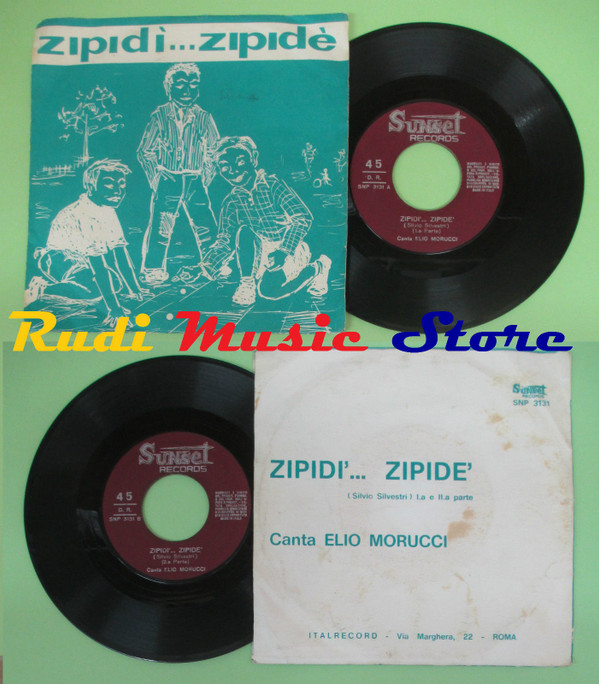 zipidì...zipidè
SUNSET
RECORDS
45
D. R.
SNP 3131 A
ZIPIDI'... ZIPIDE'
(Silvio Silvestri)
(I.a Parte)
Canta ELIO MORUCCI
Rudi Music Store
SUNSET
RECORDS
45
D. R.
SNP 3131 B
ZIPIDI'... ZIPIDE'
(Silvio Silvestri)
(II.a Parte)
Canta ELIO MORUCCI
Sunset
RECORDS
SNP 3131
ZIPIDI'... ZIPIDE'
( Silvio Silvestri ) I.a e II.a parte
Canta ELIO MORUCCI
ITALRECORD - Via Marghera, 22 - ROMA